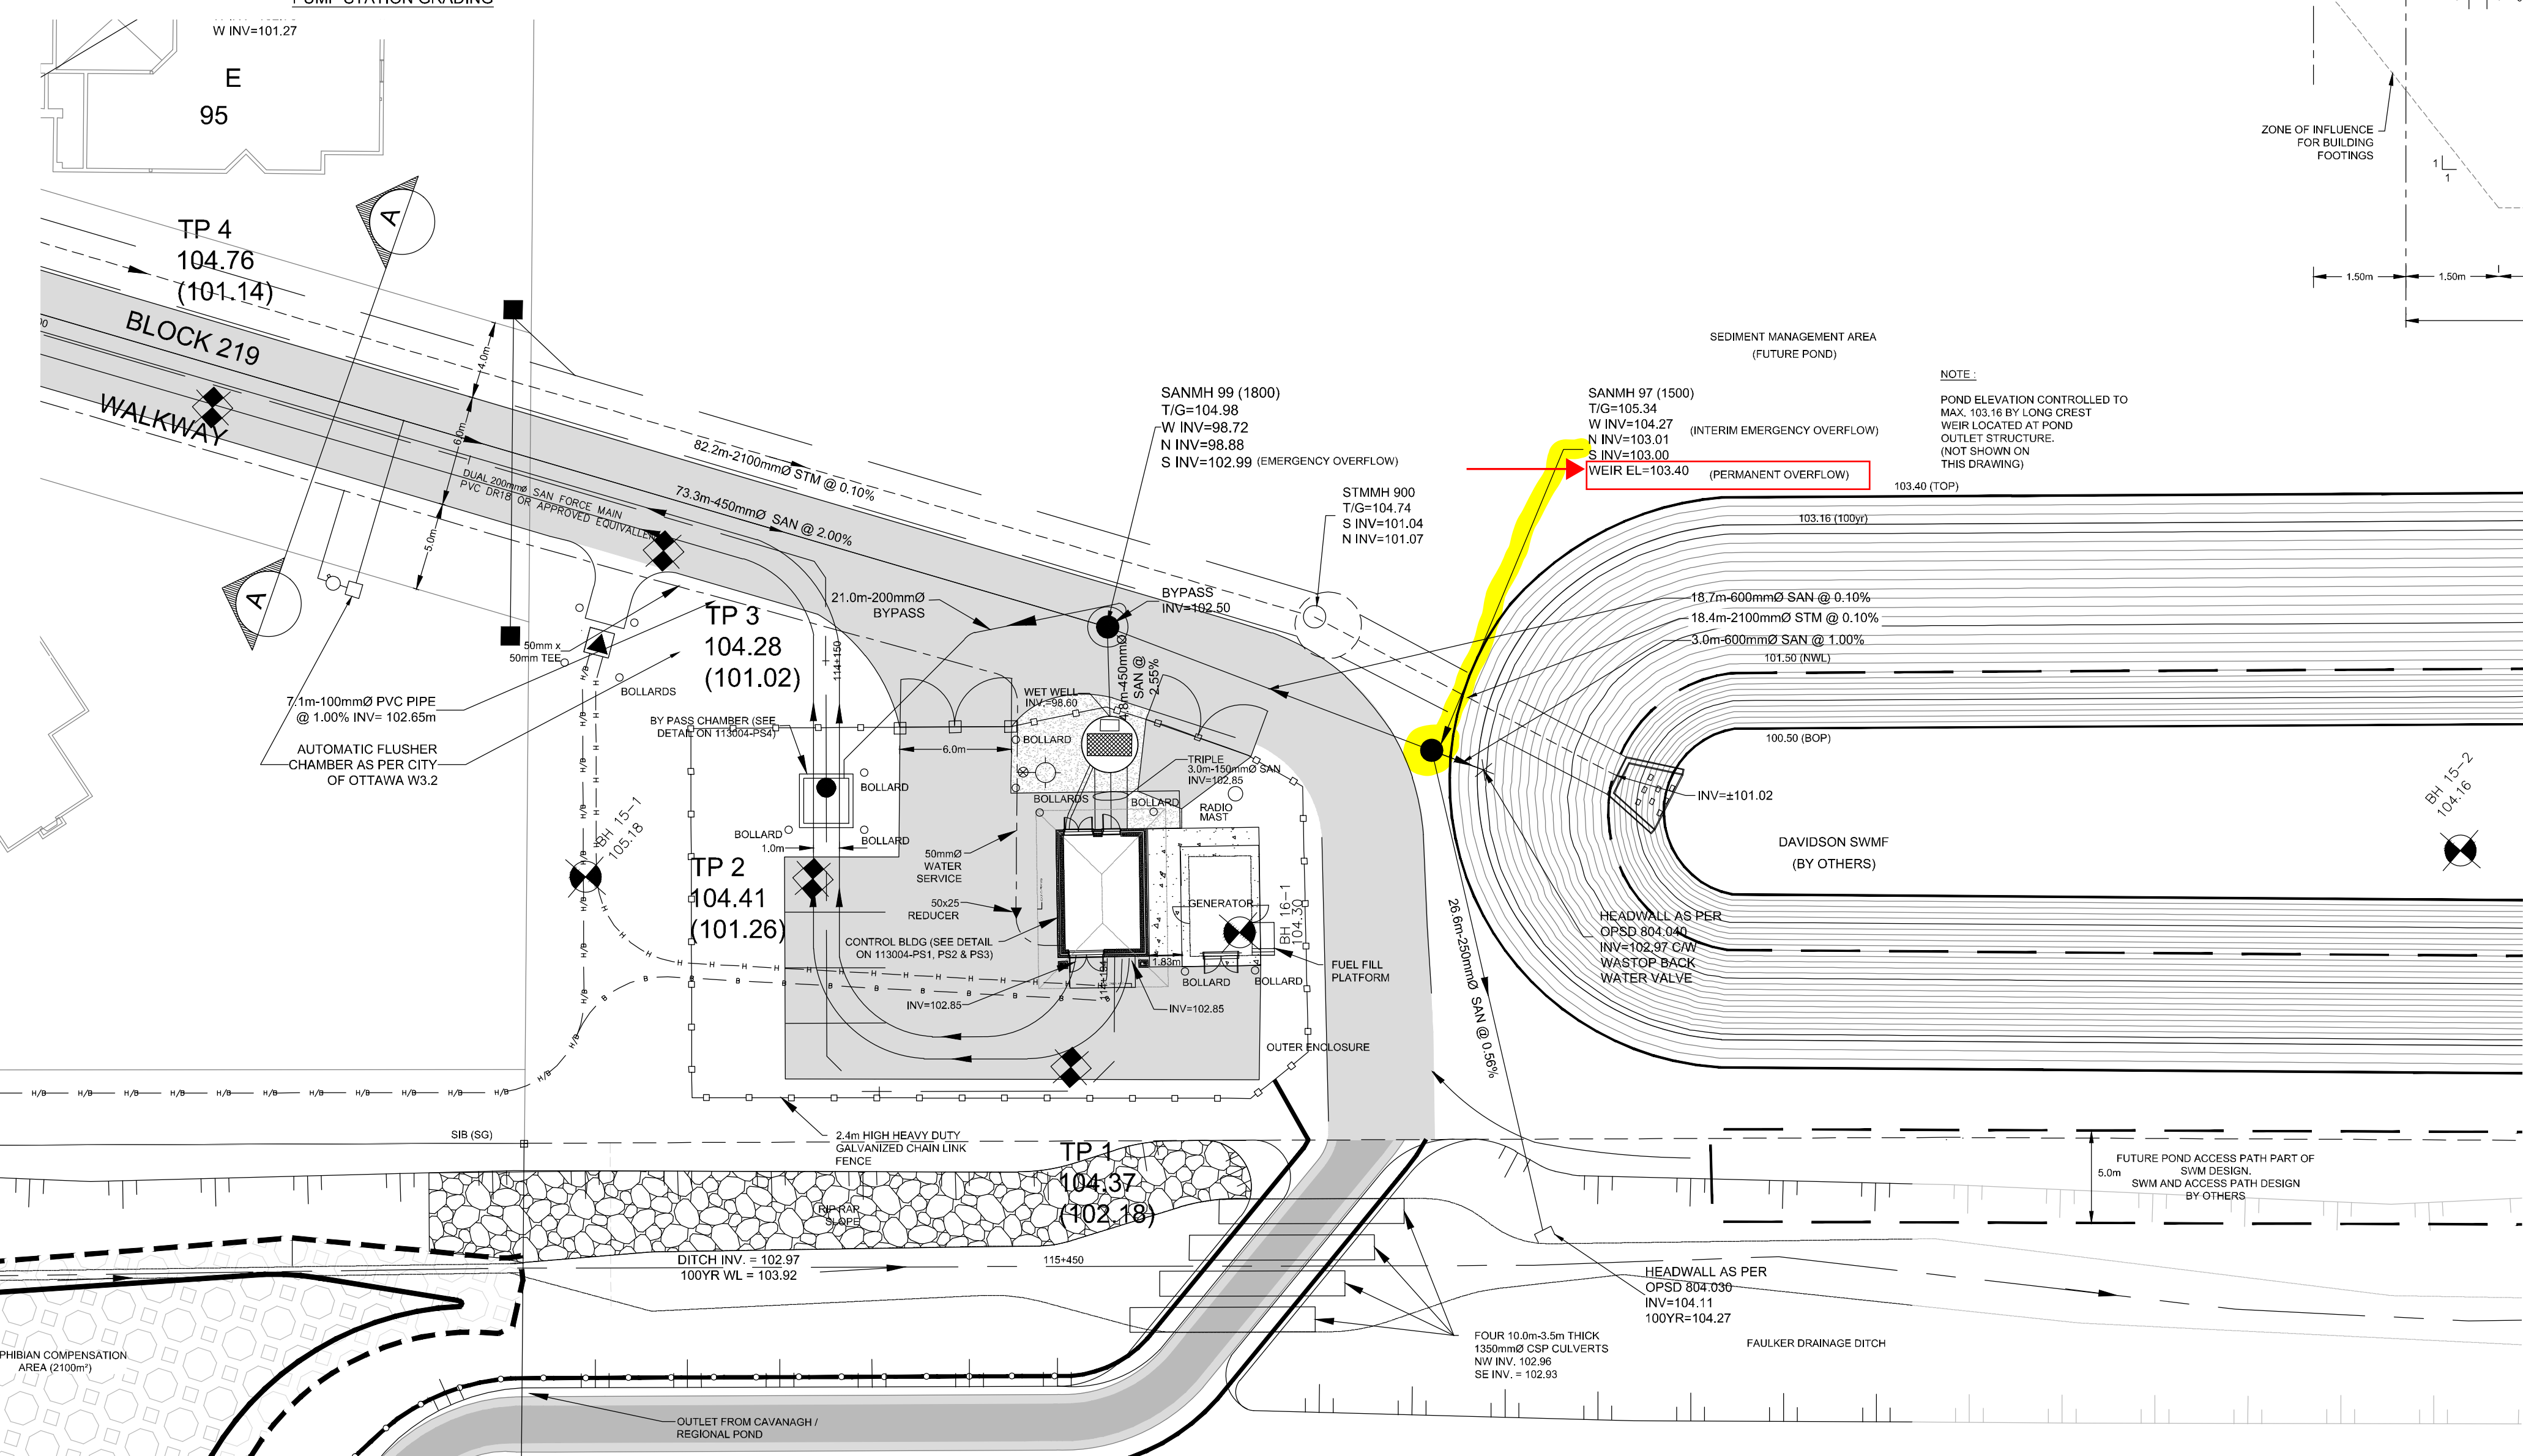 PUMP STATION GRADING
W INV=101.27
E
95
ZONE OF INFLUENCE
FOR BUILDING
FOOTINGS
1
1
1.50m
1.50m
A
TP 4
104.76
(101.14)
BLOCK 219
WALKWAY
4.0m
6.0m
5.0m
A
82.2m-2100mmØ STM @ 0.10%
73.3m-450mmØ SAN @ 2.00%
DUAL 200mmø SAN FORCE MAIN
PVC DR18 OR APPROVED EQUIVALLENT
SANMH 99 (1800)
T/G=104.98
W INV=98.72
N INV=98.88
S INV=102.99 (EMERGENCY OVERFLOW)
STMMH 900
T/G=104.74
S INV=101.04
N INV=101.07
SEDIMENT MANAGEMENT AREA
(FUTURE POND)
SANMH 97 (1500)
T/G=105.34
W INV=104.27
N INV=103.01 (INTERIM EMERGENCY OVERFLOW)
S INV=103.00
WEIR EL=103.40 (PERMANENT OVERFLOW)
NOTE :
POND ELEVATION CONTROLLED TO
MAX. 103.16 BY LONG CREST
WEIR LOCATED AT POND
OUTLET STRUCTURE.
(NOT SHOWN ON
THIS DRAWING)
103.40 (TOP)
103.16 (100yr)
18.7m-600mmØ SAN @ 0.10%
18.4m-2100mmØ STM @ 0.10%
3.0m-600mmØ SAN @ 1.00%
101.50 (NWL)
100.50 (BOP)
INV=±101.02
DAVIDSON SWMF
(BY OTHERS)
BH 15-2
104.16
21.0m-200mmØ
BYPASS
BYPASS
INV=102.50
TP 3
104.28
(101.02)
114+150
50mm x
50mm TEE
BOLLARDS
7.1m-100mmØ PVC PIPE
@ 1.00% INV= 102.65m
AUTOMATIC FLUSHER
CHAMBER AS PER CITY
OF OTTAWA W3.2
BY PASS CHAMBER (SEE
DETAIL ON 113004-PS4)
WET WELL
INV.=98.60
4.8m-450mmØ
SAN @
2.55%
6.0m
BOLLARD
TRIPLE
3.0m-150mmØ SAN
INV=102.85
BOLLARDS
BOLLARD
RADIO
MAST
BOLLARD
BOLLARD
BOLLARD
1.0m
BH 15-1
105.18
TP 2
104.41
(101.26)
50mmØ
WATER
SERVICE
50x25
REDUCER
CONTROL BLDG (SEE DETAIL
ON 113004-PS1, PS2 & PS3)
GENERATOR
BH 16-1
104.30
1.83m
BOLLARD
BOLLARD
FUEL FILL
PLATFORM
INV=102.85
INV=102.85
OUTER ENCLOSURE
26.6m-250mmØ SAN @ 0.56%
HEADWALL AS PER
OPSD 804.040
INV=102.97 C/W
WASTOP BACK
WATER VALVE
H/B H/B H/B H/B H/B H/B H/B H/B H/B H/B H/B
SIB (SG)
2.4m HIGH HEAVY DUTY
GALVANIZED CHAIN LINK
FENCE
TP 1
104.37
(102.18)
RIP-RAP
SLOPE
DITCH INV. = 102.97
100YR WL = 103.92
115+450
5.0m
FUTURE POND ACCESS PATH PART OF
SWM DESIGN.
SWM AND ACCESS PATH DESIGN
BY OTHERS
HEADWALL AS PER
OPSD 804.030
INV=104.11
100YR=104.27
FAULKER DRAINAGE DITCH
FOUR 10.0m-3.5m THICK
1350mmØ CSP CULVERTS
NW INV. 102.96
SE INV. = 102.93
PHIBIAN COMPENSATION
AREA (2100m²)
OUTLET FROM CAVANAGH /
REGIONAL POND